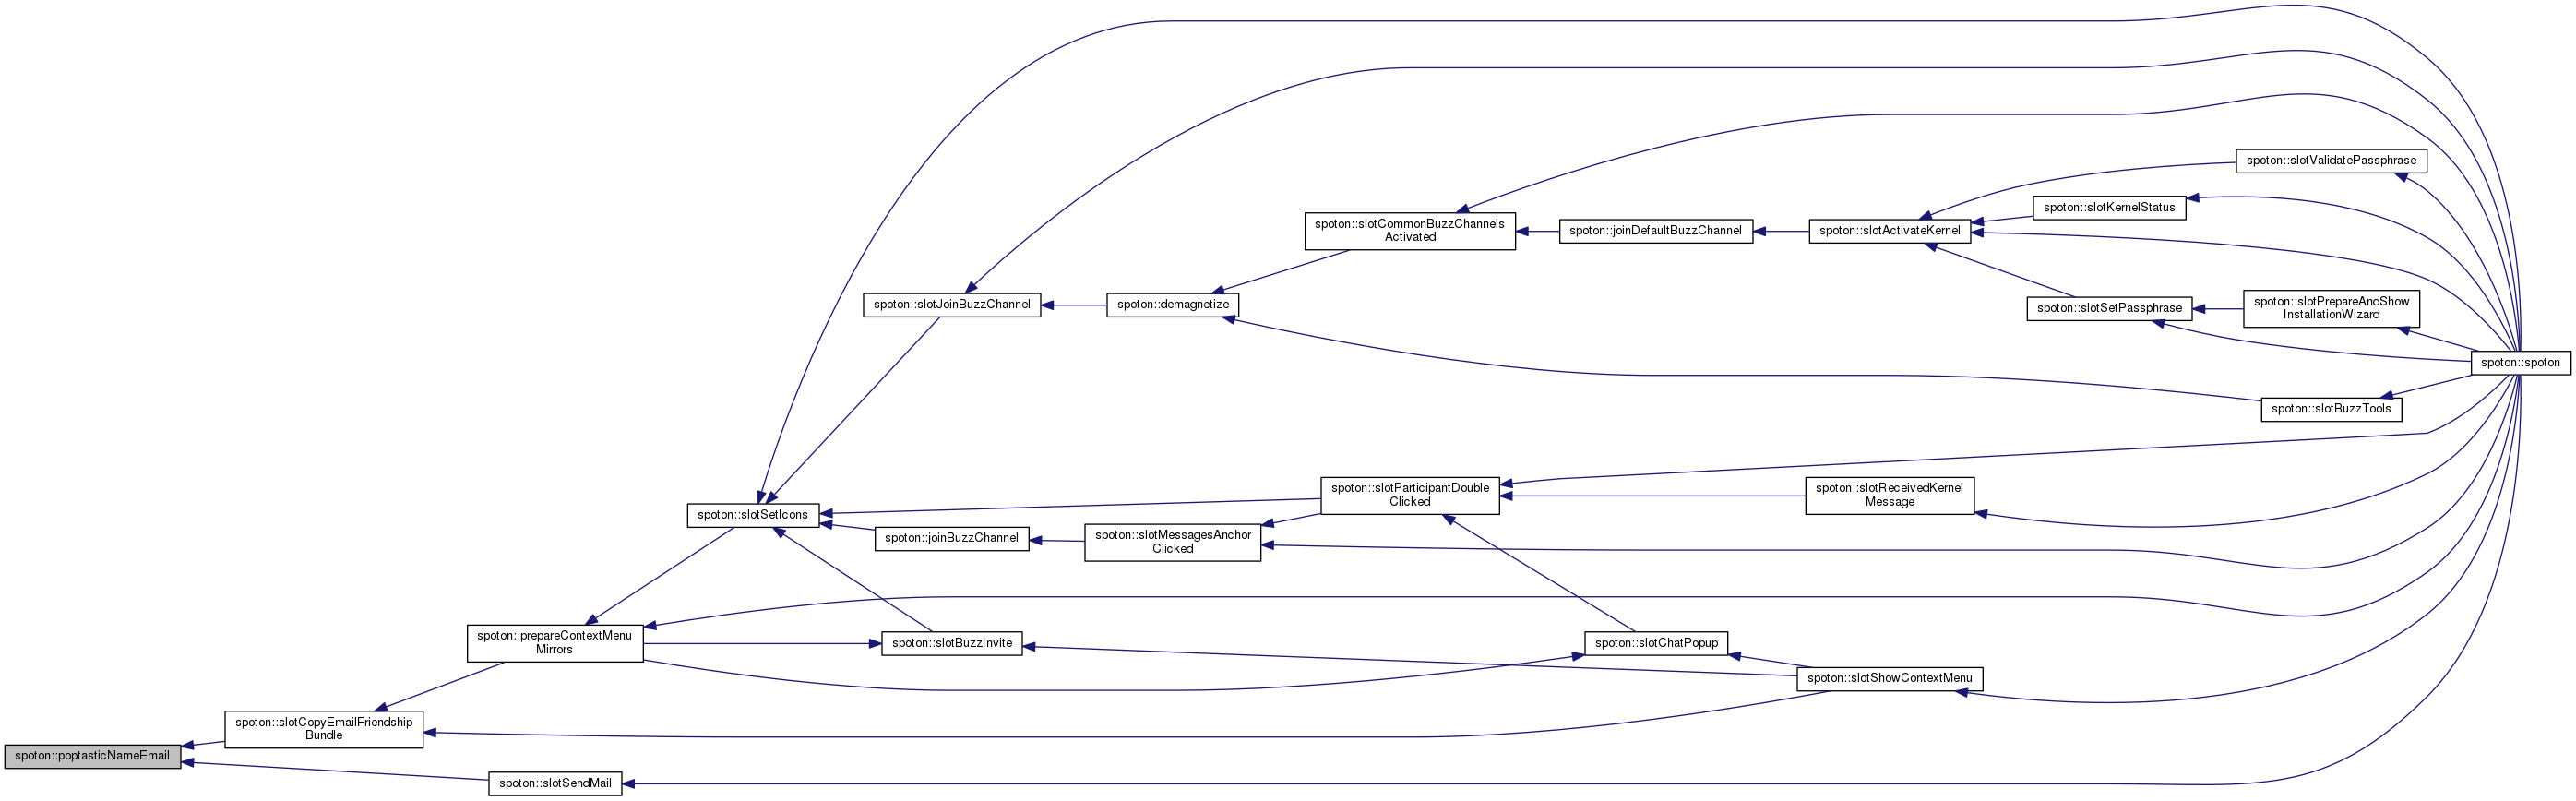 spoton::slotValidatePassphrase
spoton::slotKernelStatus
spoton::slotCommonBuzzChannels
Activated
spoton::joinDefaultBuzzChannel
spoton::slotActivateKernel
spoton::slotJoinBuzzChannel
spoton::demagnetize
spoton::slotSetPassphrase
spoton::slotPrepareAndShow
InstallationWizard
spoton::spoton
spoton::slotBuzzTools
spoton::slotSetIcons
spoton::slotParticipantDouble
Clicked
spoton::slotReceivedKernel
Message
spoton::joinBuzzChannel
spoton::slotMessagesAnchor
Clicked
spoton::prepareContextMenu
Mirrors
spoton::slotBuzzInvite
spoton::slotChatPopup
spoton::slotShowContextMenu
spoton::slotCopyEmailFriendship
Bundle
spoton::poptasticNameEmail
spoton::slotSendMail